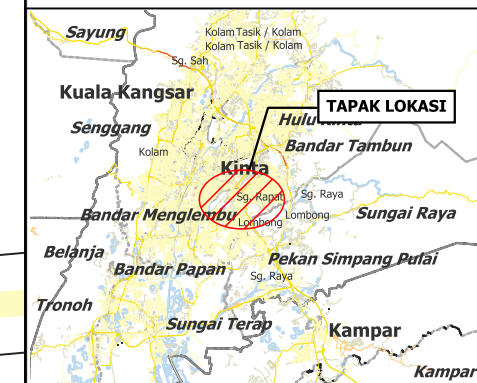 Sayung
Kolam Tasik / Kolam
Kolam Tasik / Kolam
Sg. Sah
Kuala Kangsar
TAPAK LOKASI
Hulu Kinta
Senggang
Bandar Tambun
Kolam
Kinta
Sg. Rapat
Sg. Raya
Bandar Menglembu
Lombong
Lombong
Sungai Raya
Belanja
Pekan Simpang Pulai
Bandar Papan
Sg. Raya
Tronoh
Sungai Terap
Kampar
Kampar